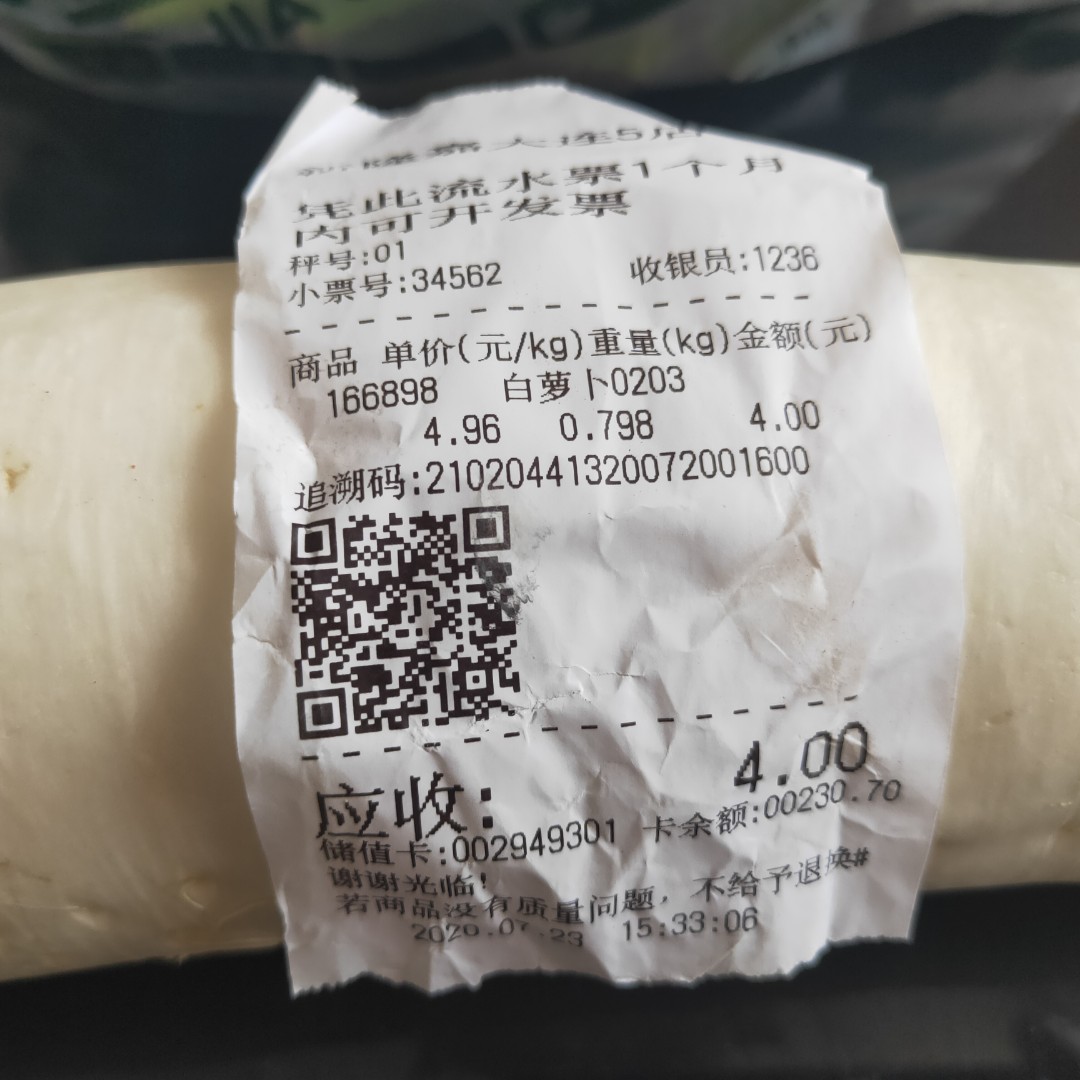 大连5店
凭此流水票1个月
内可开发票
秤号:01
小票号:34562 收银员:1236
商品 单价(元/kg)重量(kg)金额(元)
166898 白萝卜0203
4.96 0.798 4.00
追溯码:21020441320072001600
应收: 4.00
储值卡:002949301 卡余额:00230.70
谢谢光临!
若商品没有质量问题，不给予退换#
2020.07.23 15:33:06